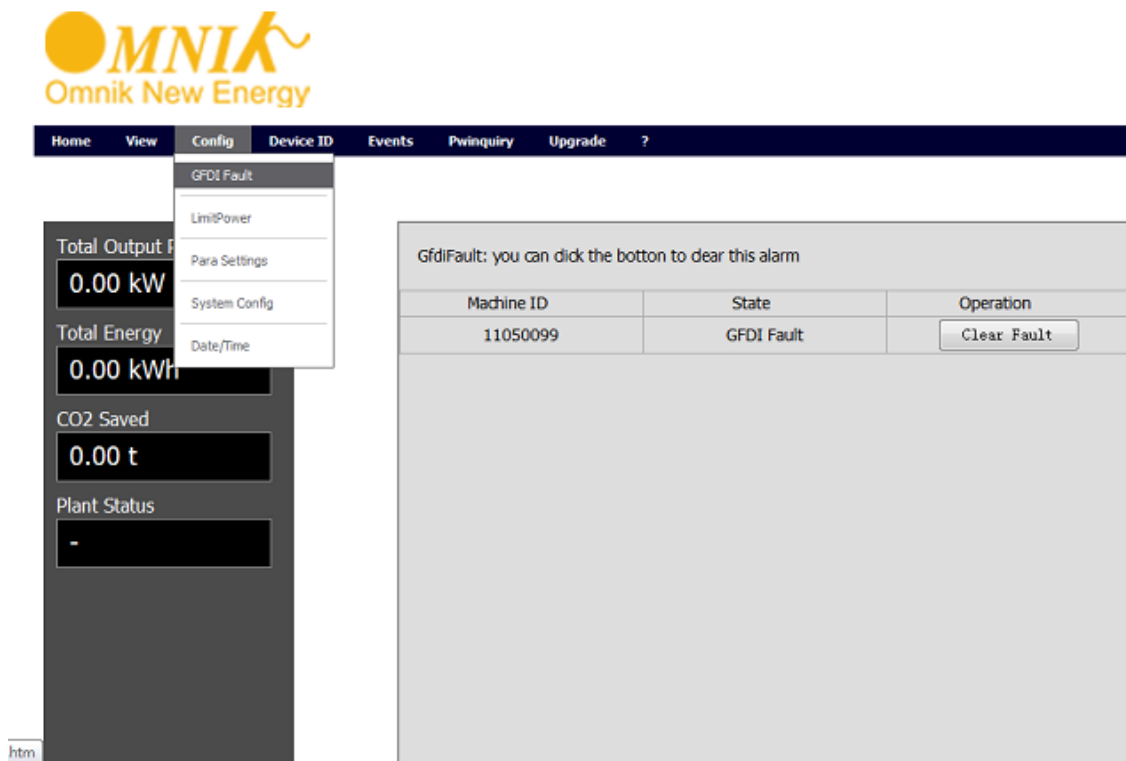 OMNIK
Omnik New Energy
Home View Config Device ID Events Pwinquiry Upgrade ?
GFDI Fault
LimitPower
Para Settings
System Config
Date/Time
Total Output
0.00 kW
Total Energy
0.00 kWh
CO2 Saved
0.00 t
Plant Status
-
GfdiFault: you can click the botton to clear this alarm
Machine ID State Operation
11050099 GFDI Fault Clear Fault
htm